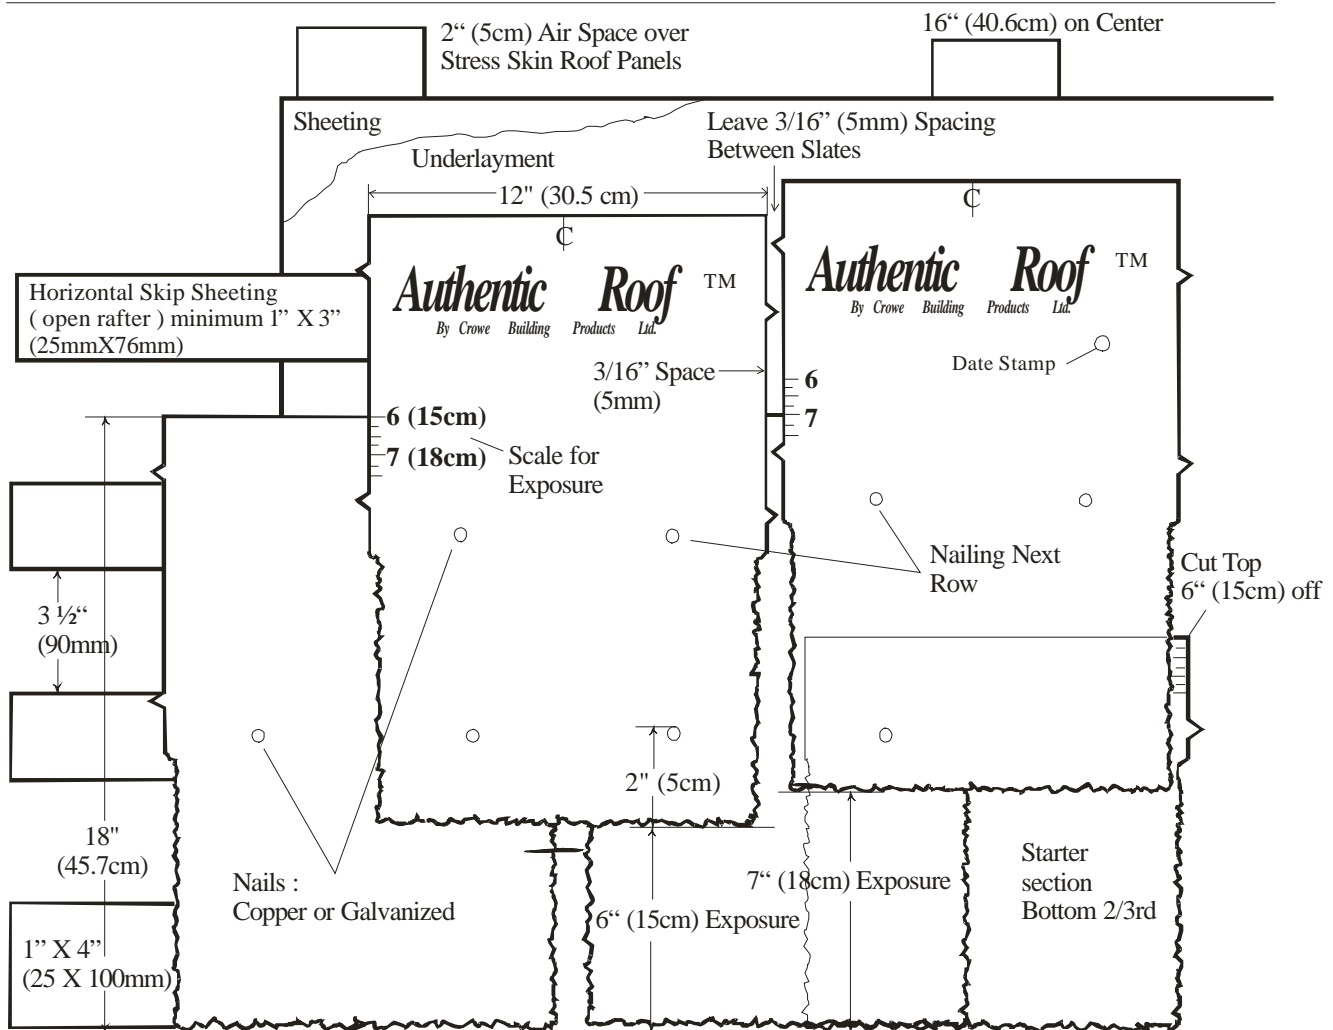 2“ (5cm) Air Space over
Stress Skin Roof Panels
16“ (40.6cm) on Center
Sheeting
Underlayment
Leave 3/16” (5mm) Spacing
Between Slates
12" (30.5 cm)
C
C
Authentic Roof TM
By Crowe Building Products Ltd.
Authentic Roof TM
By Crowe Building Products Ltd.
Horizontal Skip Sheeting
( open rafter ) minimum 1” X 3”
(25mmX76mm)
3/16” Space
(5mm)
Date Stamp
6
7
6 (15cm)
7 (18cm)
Scale for
Exposure
Nailing Next
Row
Cut Top
6“ (15cm) off
3 ½“
(90mm)
2" (5cm)
18"
(45.7cm)
Nails :
Copper or Galvanized
7“ (18cm) Exposure
6“ (15cm) Exposure
Starter
section
Bottom 2/3rd
1” X 4”
(25 X 100mm)